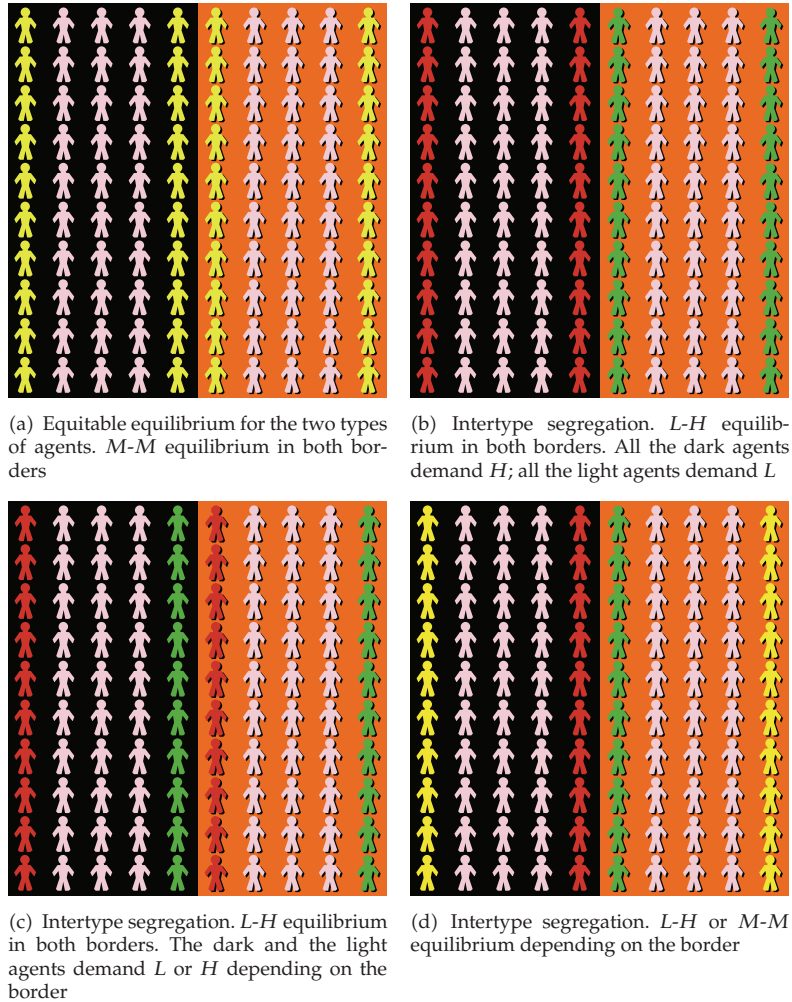 (a) Equitable equilibrium for the two types
of agents. M-M equilibrium in both bor-
ders
(b) Intertype segregation. L-H equilib-
rium in both borders. All the dark agents
demand H; all the light agents demand L
(c) Intertype segregation. L-H equilibrium
in both borders. The dark and the light
agents demand L or H depending on the
border
(d) Intertype segregation. L-H or M-M
equilibrium depending on the border